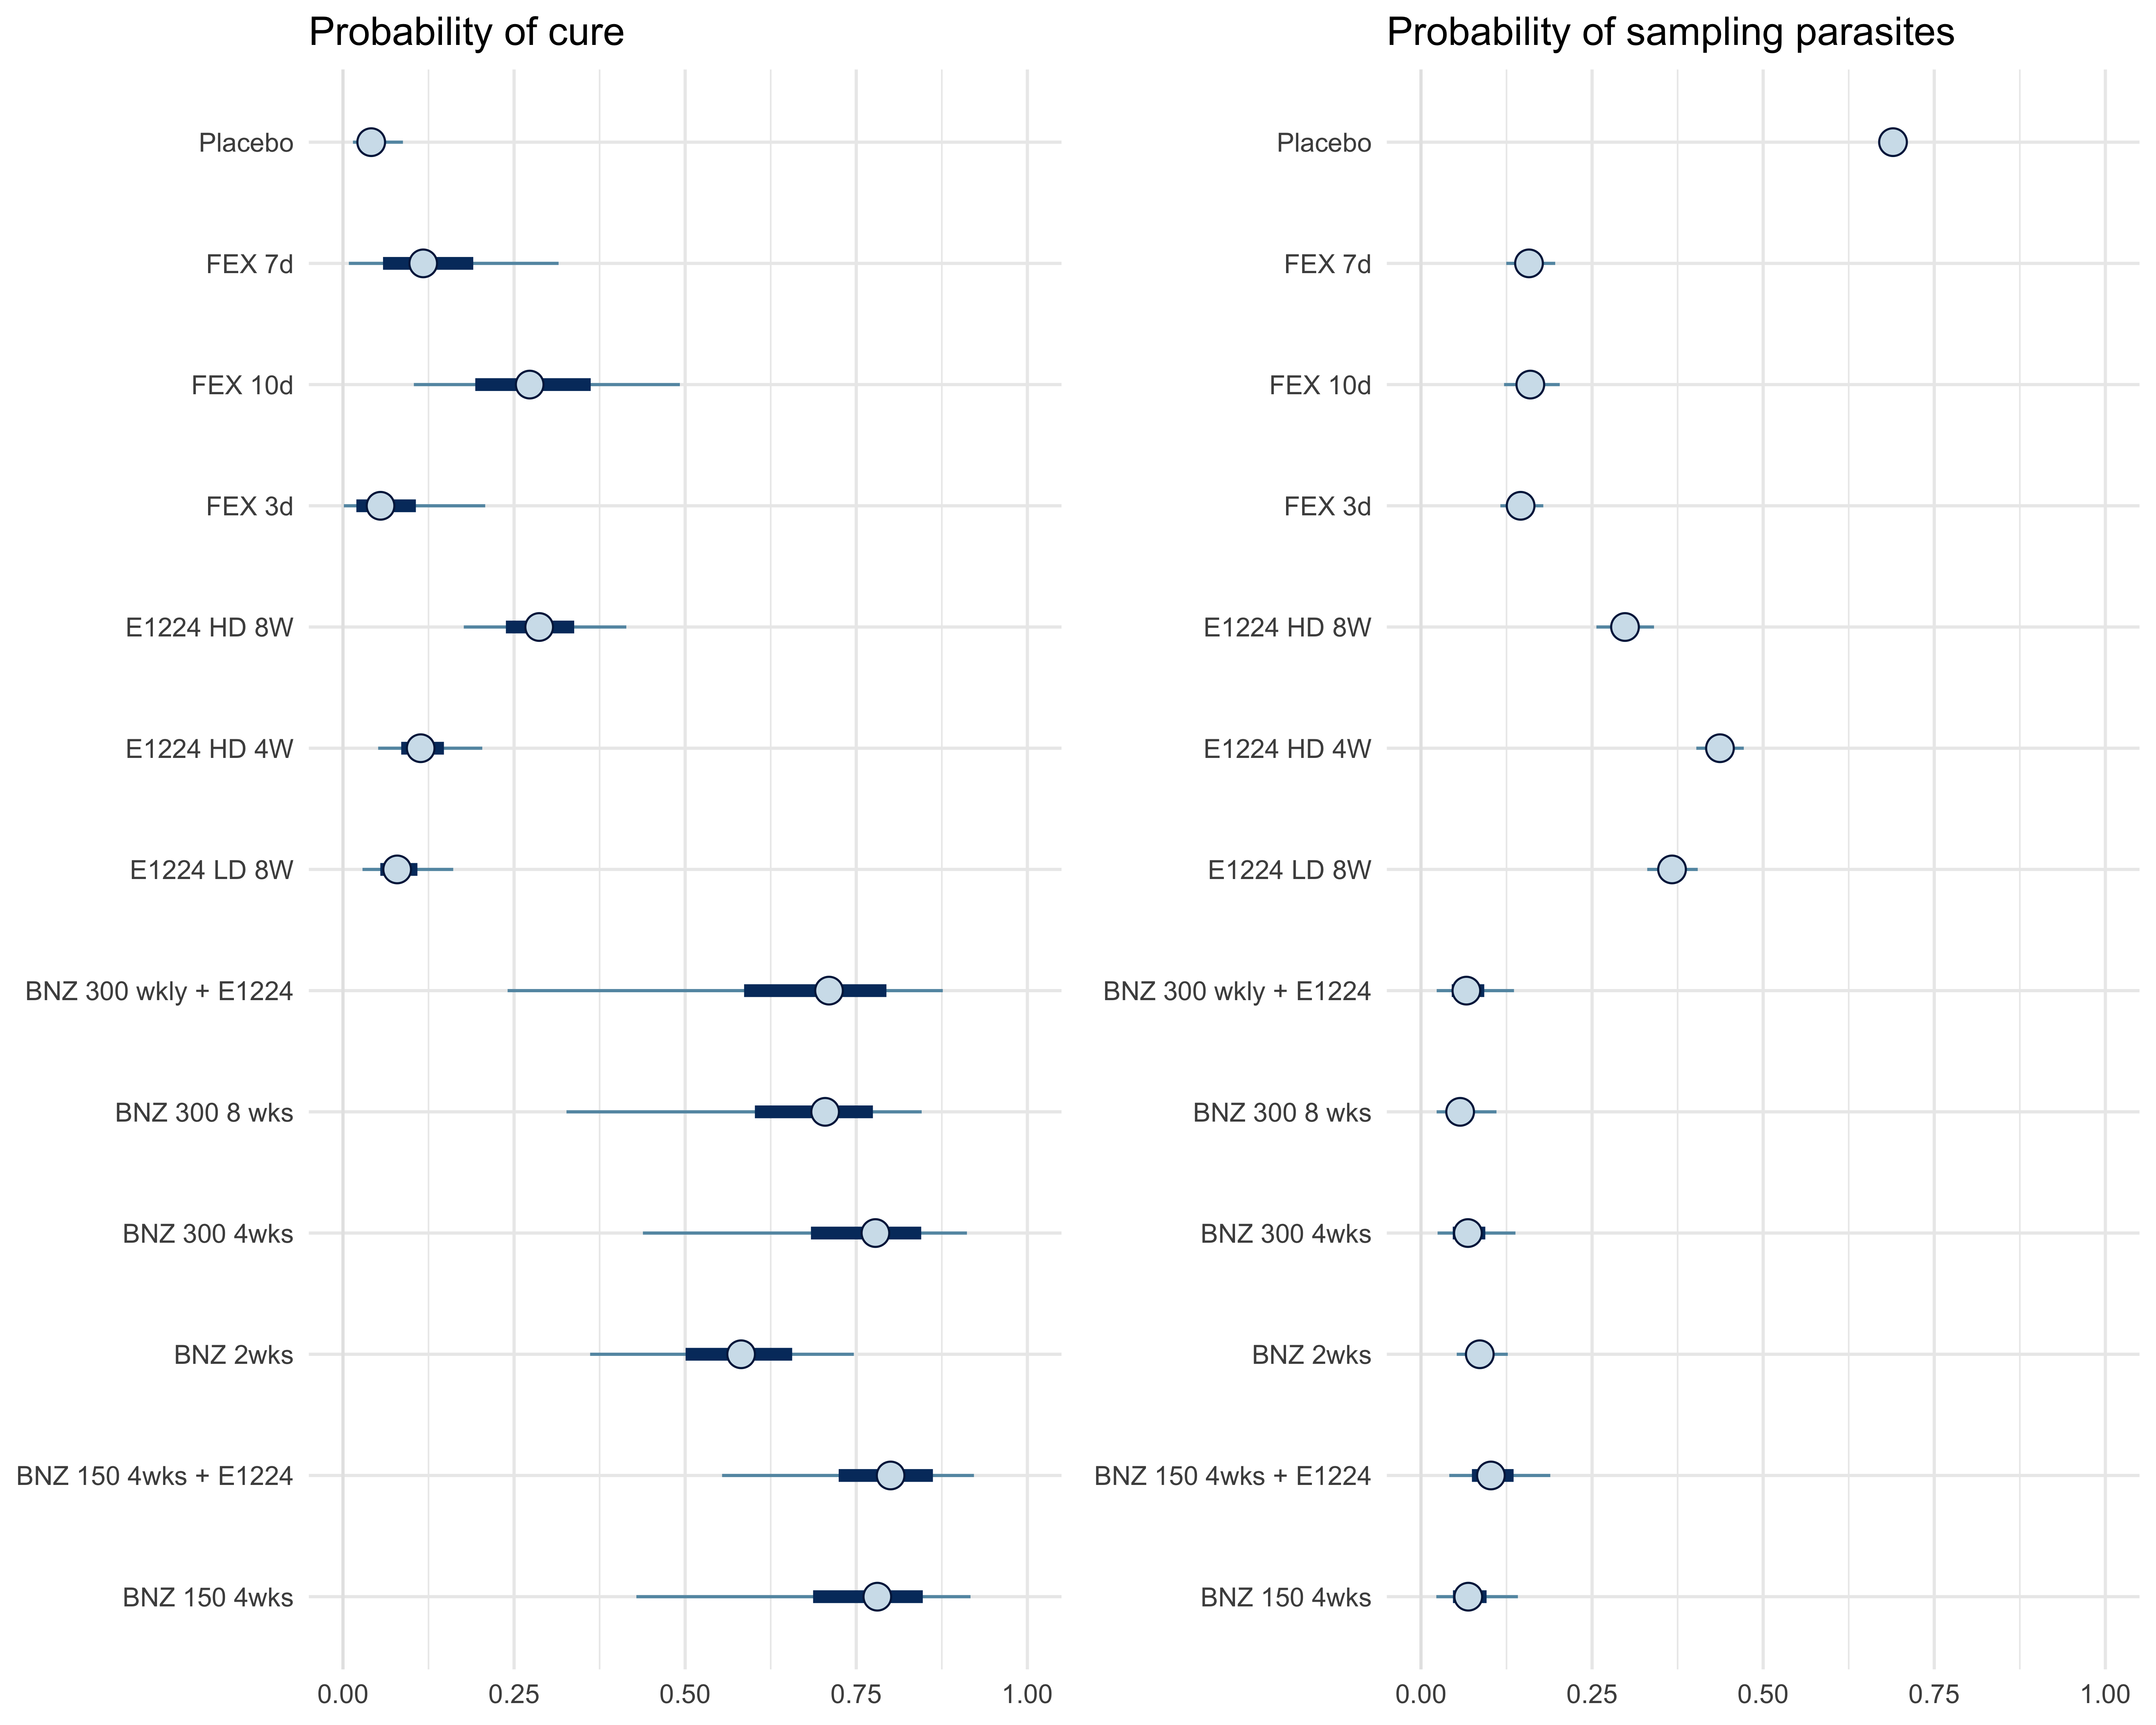 Probability of cure
Placebo
FEX 7d
FEX 10d
FEX 3d
E1224 HD 8W
E1224 HD 4W
E1224 LD 8W
BNZ 300 wkly + E1224
BNZ 300 8 wks
BNZ 300 4wks
BNZ 2wks
BNZ 150 4wks + E1224
BNZ 150 4wks
0.00 0.25 0.50 0.75 1.00
Probability of sampling parasites
Placebo
FEX 7d
FEX 10d
FEX 3d
E1224 HD 8W
E1224 HD 4W
E1224 LD 8W
BNZ 300 wkly + E1224
BNZ 300 8 wks
BNZ 300 4wks
BNZ 2wks
BNZ 150 4wks + E1224
BNZ 150 4wks
0.00 0.25 0.50 0.75 1.00